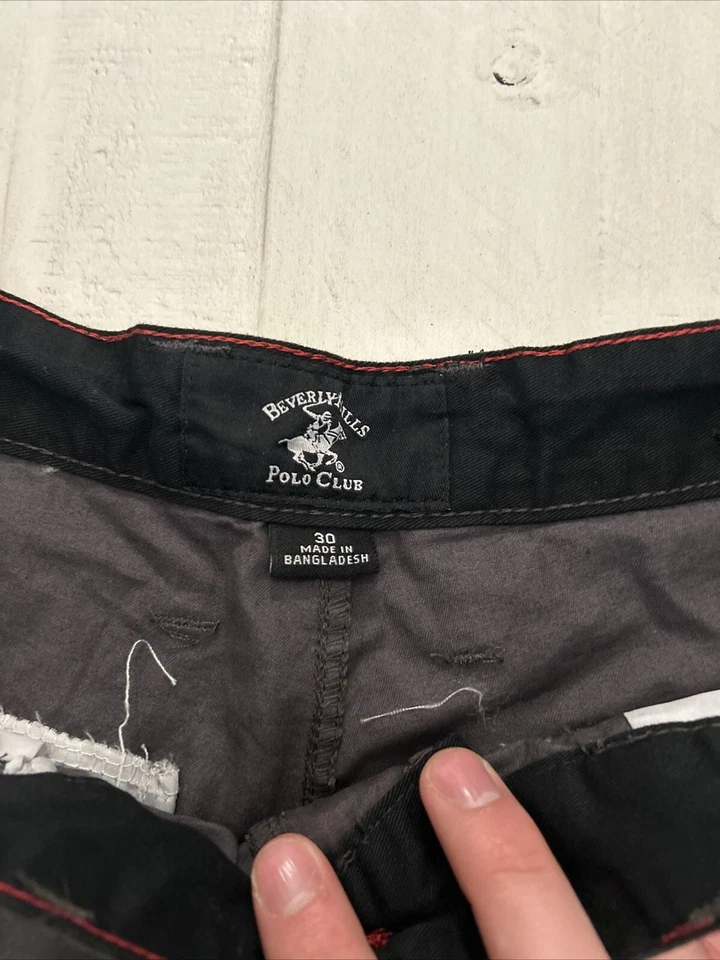 BEVERLY HILLS
POLO CLUB
®
30
MADE IN
BANGLADESH